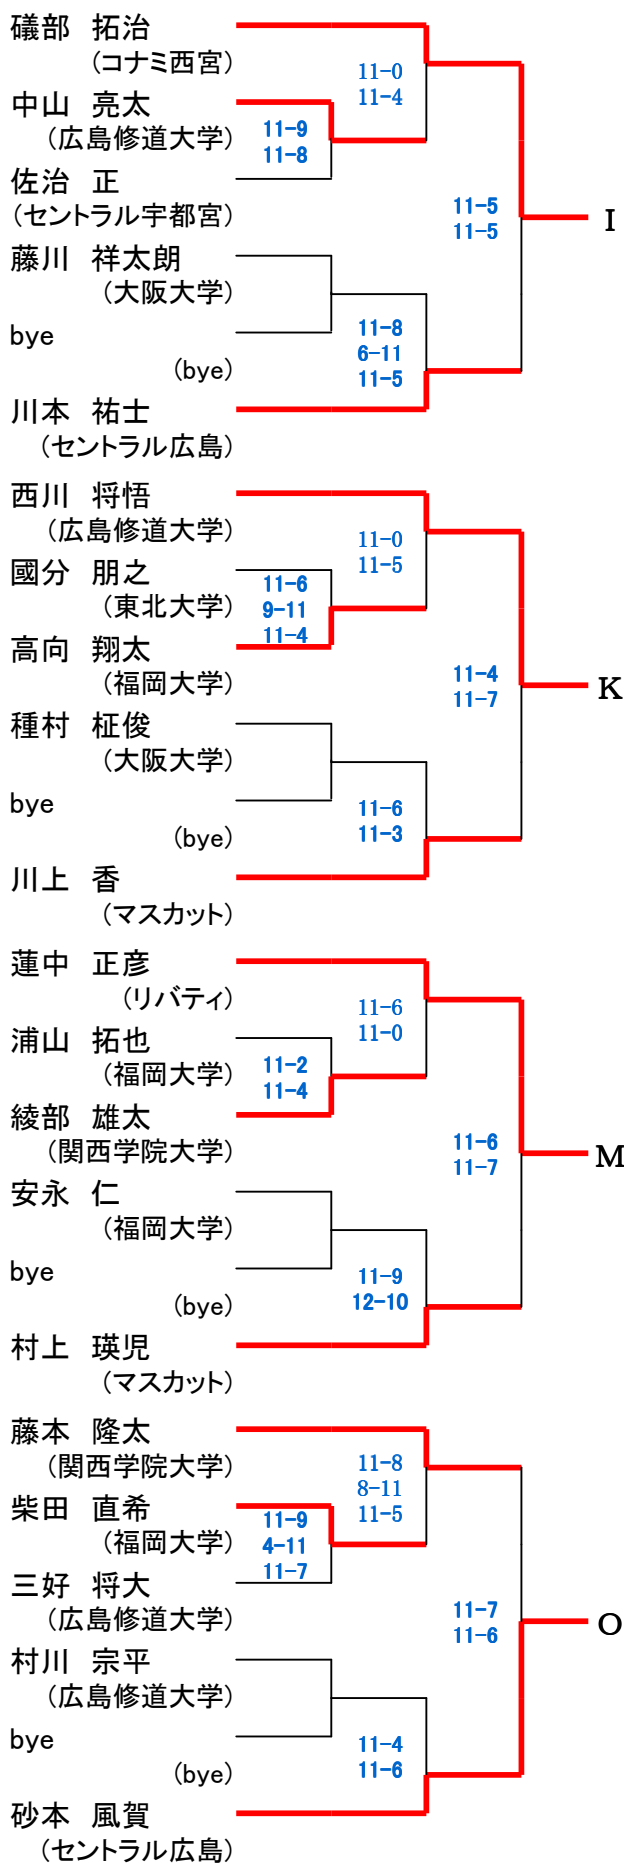 礒部 拓治
(コナミ西宮)
11-0
11-4
中山 亮太
(広島修道大学)
11-9
11-8
佐治 正
(セントラル宇都宮)
11-5
11-5
I
藤川 祥太朗
(大阪大学)
bye
(bye)
11-8
6-11
11-5
川本 祐士
(セントラル広島)
西川 将悟
(広島修道大学)
11-0
11-5
國分 朋之
(東北大学)
11-6
9-11
11-4
高向 翔太
(福岡大学)
11-4
11-7
K
種村 柾俊
(大阪大学)
bye
(bye)
11-6
11-3
川上 香
(マスカット)
蓮中 正彦
(リバティ)
11-6
11-0
浦山 拓也
(福岡大学)
11-2
11-4
綾部 雄太
(関西学院大学)
11-6
11-7
M
安永 仁
(福岡大学)
bye
(bye)
11-9
12-10
村上 瑛児
(マスカット)
藤本 隆太
(関西学院大学)
11-8
8-11
11-5
柴田 直希
(福岡大学)
11-9
4-11
11-7
三好 将大
(広島修道大学)
11-7
11-6
O
村川 宗平
(広島修道大学)
bye
(bye)
11-4
11-6
砂本 風賀
(セントラル広島)